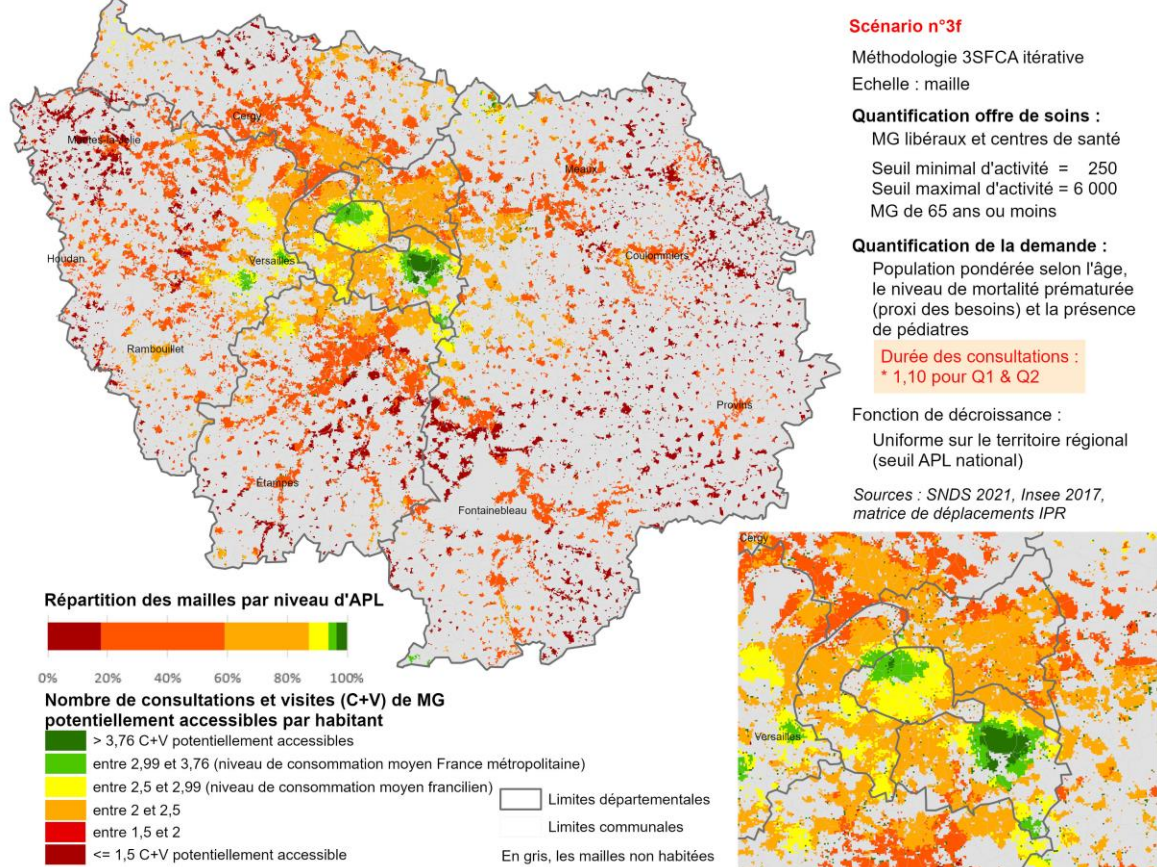 Scénario n°3f
Méthodologie 3SFCA itérative
Echelle : maille
Quantification offre de soins :
MG libéraux et centres de santé
Seuil minimal d'activité = 250
Seuil maximal d'activité = 6 000
MG de 65 ans ou moins
Quantification de la demande :
Population pondérée selon l'âge,
le niveau de mortalité prématurée
(proxi des besoins) et la présence
de pédiatres
Durée des consultations :
* 1,10 pour Q1 & Q2
Fonction de décroissance :
Uniforme sur le territoire régional
(seuil APL national)
Sources : SNDS 2021, Insee 2017,
matrice de déplacements IPR
Cergy
Mantes-la-Jolie
Meaux
Houdan
Versailles
Coulommiers
Rambouillet
Provins
Étampes
Fontainebleau
Répartition des mailles par niveau d'APL
0% 20% 40% 60% 80% 100%
Nombre de consultations et visites (C+V) de MG
potentiellement accessibles par habitant
> 3,76 C+V potentiellement accessibles
entre 2,99 et 3,76 (niveau de consommation moyen France métropolitaine)
entre 2,5 et 2,99 (niveau de consommation moyen francilien)
entre 2 et 2,5
entre 1,5 et 2
<= 1,5 C+V potentiellement accessible
Limites départementales
Limites communales
En gris, les mailles non habitées
Cergy
Versailles